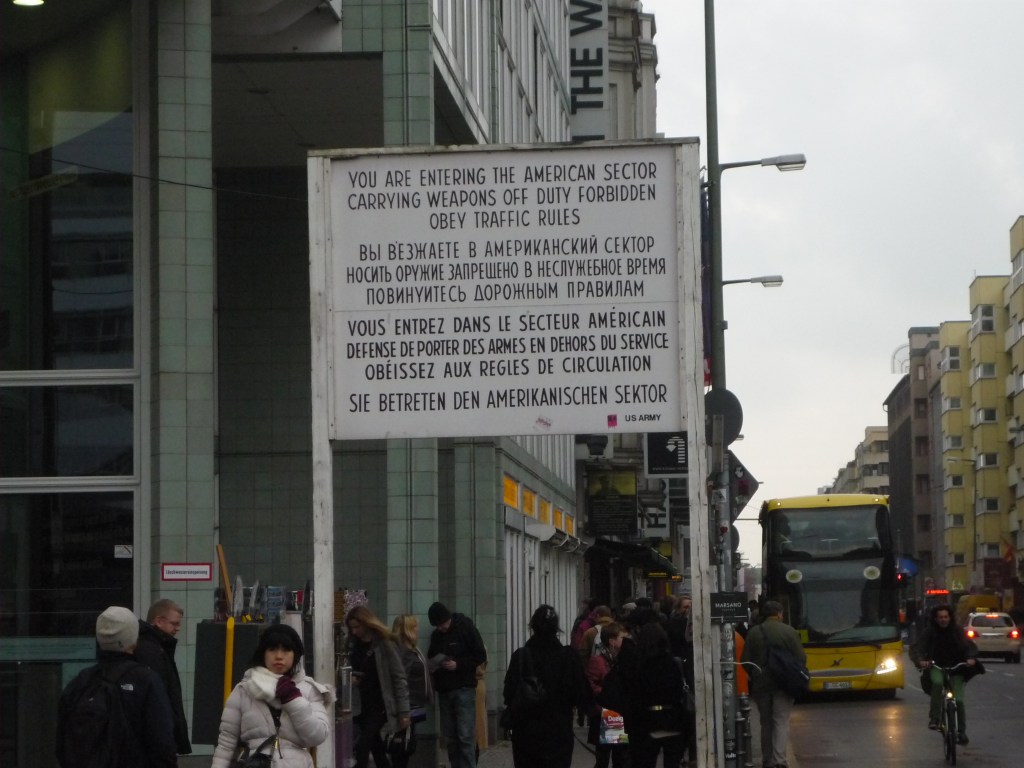 THE W
YOU ARE ENTERING THE AMERICAN SECTOR
CARRYING WEAPONS OFF DUTY FORBIDDEN
OBEY TRAFFIC RULES
ВЫ ВЪЕЗЖАЕТЕ В АМЕРИКАНСКИЙ СЕКТОР
НОСИТЬ ОРУЖИЕ ЗАПРЕЩЕНО В НЕСЛУЖЕБНОЕ ВРЕМЯ
ПОВИНУИТЕСЬ ДОРОЖНЫМ ПРАВИЛАМ
VOUS ENTREZ DANS LE SECTEUR AMÉRICAIN
DEFENSE DE PORTER DES ARMES EN DEHORS DU SERVICE
OBÉISSEZ AUX REGLES DE CIRCULATION
SIE BETRETEN DEN AMERIKANISCHEN SEKTOR
US ARMY
MARSANO